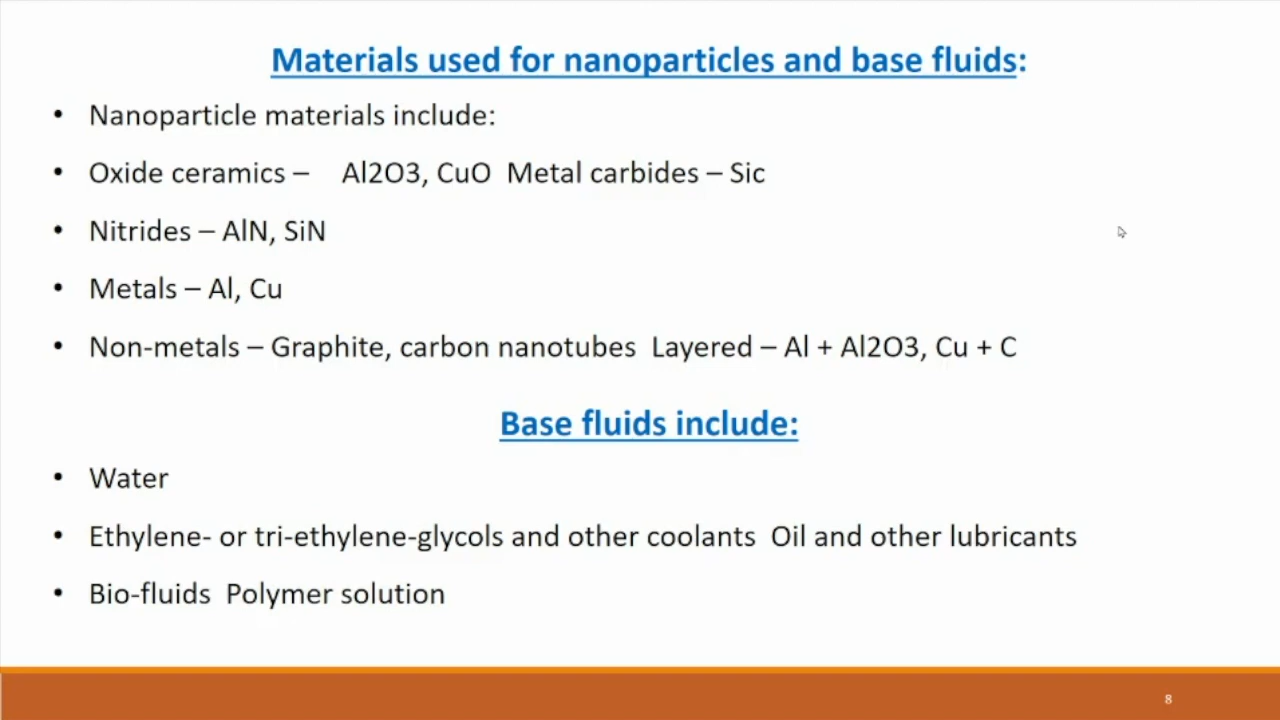 Materials used for nanoparticles and base fluids:
• Nanoparticle materials include:
• Oxide ceramics – Al2O3, CuO Metal carbides – Sic
• Nitrides – AlN, SiN
• Metals – Al, Cu
• Non-metals – Graphite, carbon nanotubes Layered – Al + Al2O3, Cu + C
Base fluids include:
• Water
• Ethylene- or tri-ethylene-glycols and other coolants Oil and other lubricants
• Bio-fluids Polymer solution
8